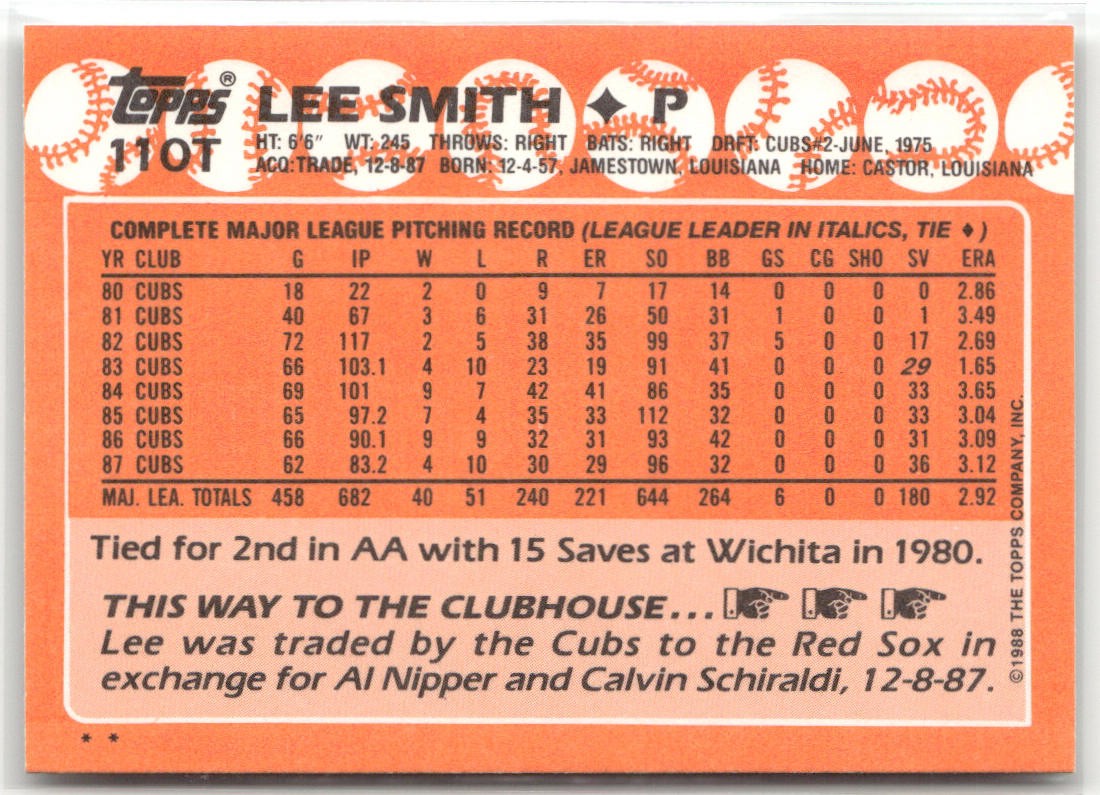 topps® LEE SMITH ♦ P
110T HT: 6'6" WT: 245 THROWS: RIGHT BATS: RIGHT DRFT: CUBS#2-JUNE, 1975
ACQ:TRADE, 12-8-87 BORN: 12-4-57, JAMESTOWN, LOUISIANA HOME: CASTOR, LOUISIANA
COMPLETE MAJOR LEAGUE PITCHING RECORD (LEAGUE LEADER IN ITALICS, TIE ♦)
YR CLUB G IP W L R ER SO BB GS CG SHO SV ERA
80 CUBS 18 22 2 0 9 7 17 14 0 0 0 0 2.86
81 CUBS 40 67 3 6 31 26 50 31 1 0 0 1 3.49
82 CUBS 72 117 2 5 38 35 99 37 5 0 0 17 2.69
83 CUBS 66 103.1 4 10 23 19 91 41 0 0 0 29 1.65
84 CUBS 69 101 9 7 42 41 86 35 0 0 0 33 3.65
85 CUBS 65 97.2 7 4 35 33 112 32 0 0 0 33 3.04
86 CUBS 66 90.1 9 9 32 31 93 42 0 0 0 31 3.09
87 CUBS 62 83.2 4 10 30 29 96 32 0 0 0 36 3.12
MAJ. LEA. TOTALS 458 682 40 51 240 221 644 264 6 0 0 180 2.92
Tied for 2nd in AA with 15 Saves at Wichita in 1980.
THIS WAY TO THE CLUBHOUSE...
Lee was traded by the Cubs to the Red Sox in
exchange for Al Nipper and Calvin Schiraldi, 12-8-87.
©1988 THE TOPPS COMPANY, INC.
* *